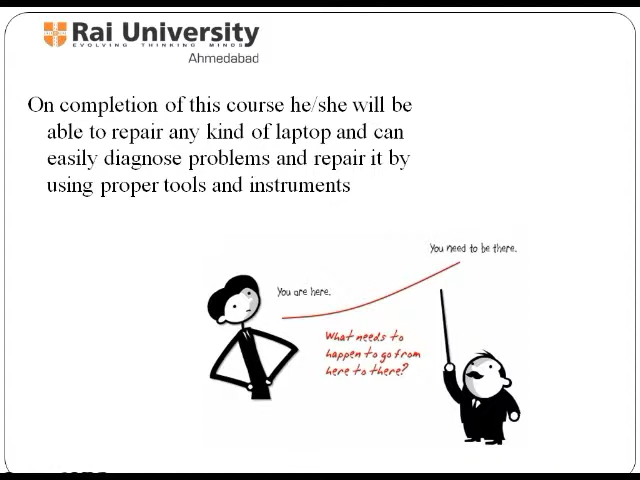 Rai University
EVOLVING THINKING MINDS
Ahmedabad
On completion of this course he/she will be
able to repair any kind of laptop and can
easily diagnose problems and repair it by
using proper tools and instruments
You need to be there.
You are here.
What needs to
happen to go from
here to there?